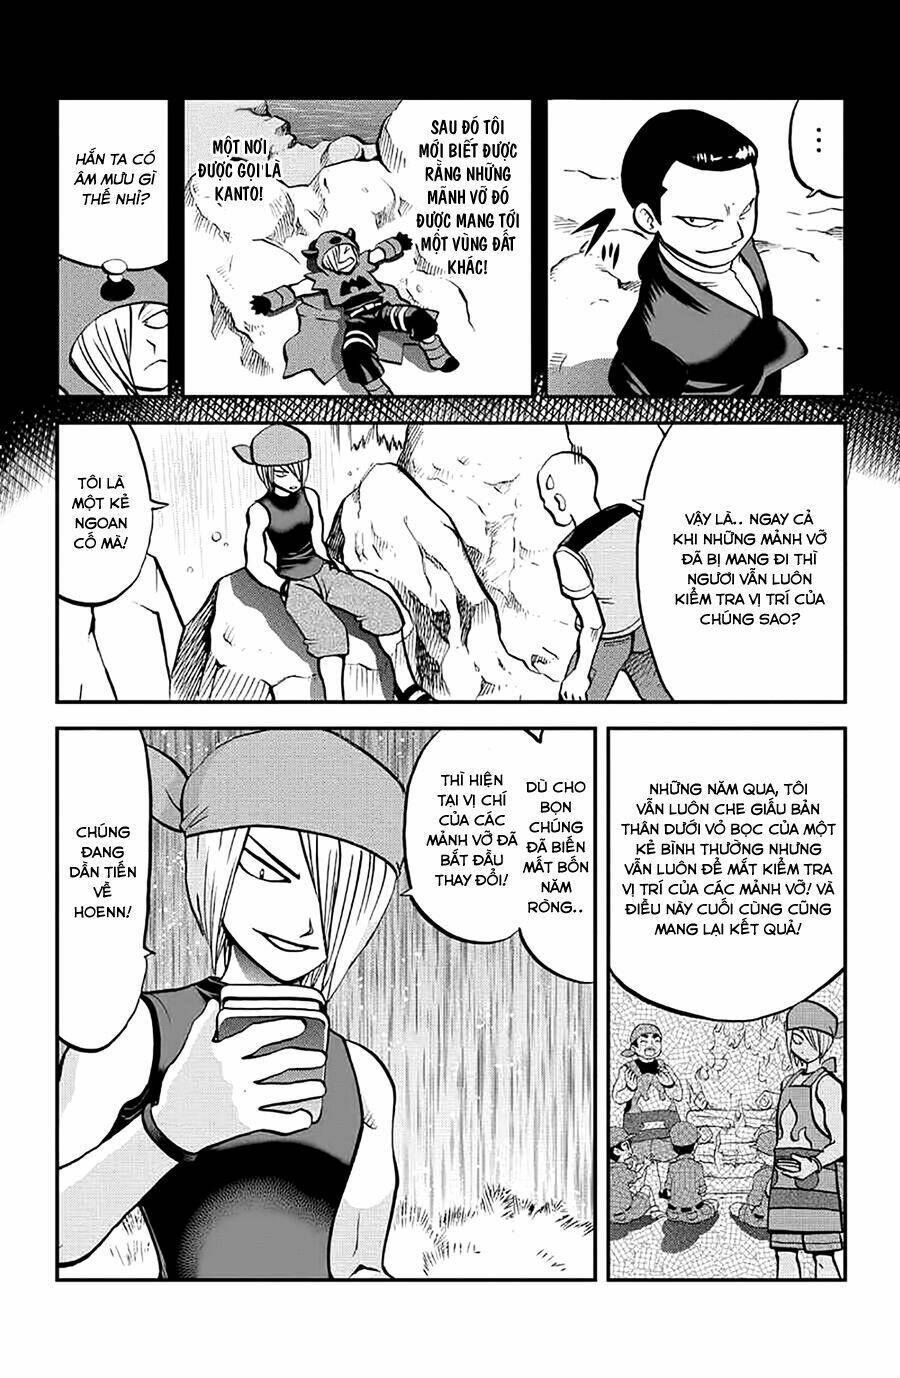 ...
SAU ĐÓ TÔI
MỚI BIẾT ĐƯỢC
RẰNG NHỮNG
MÃNH VỠ ĐÓ
ĐƯỢC MANG TỚI
MỘT VÙNG ĐẤT
KHÁC!
MỘT NƠI
ĐƯỢC GỌI LÀ
KANTO!
HẮN TA CÓ
ÂM MƯU GÌ
THẾ NHỈ?
VẬY LÀ.. NGAY CẢ
KHI NHỮNG MẢNH VỠ
ĐÃ BỊ MANG ĐI THÌ
NGƯƠI VẪN LUÔN
KIỂM TRA VỊ TRÍ CỦA
CHÚNG SAO?
TÔI LÀ
MỘT KẺ
NGOAN
CỐ MÀ!
NHỮNG NĂM QUA, TÔI
VẪN LUÔN CHE GIẤU BẢN
THÂN DƯỚI VỎ BỌC CỦA MỘT
KẺ BÌNH THƯỜNG NHƯNG
VẪN LUÔN ĐỂ MẮT KIỂM TRA
VỊ TRÍ CỦA CÁC MẢNH VỠ! VÀ
ĐIỀU NÀY CUỐI CÙNG CŨNG
MANG LẠI KẾT QUẢ!
DÙ CHO
BỌN
CHÚNG
ĐÃ BIẾN
MẤT BỐN
NĂM
RÒNG..
THÌ HIỆN
TẠI VỊ CHÍ
CỦA CÁC
MẢNH VỠ ĐÃ
BẮT ĐẦU
THAY ĐỔI!
CHÚNG
ĐANG
DẦN TIẾN
VỀ
HOENN!